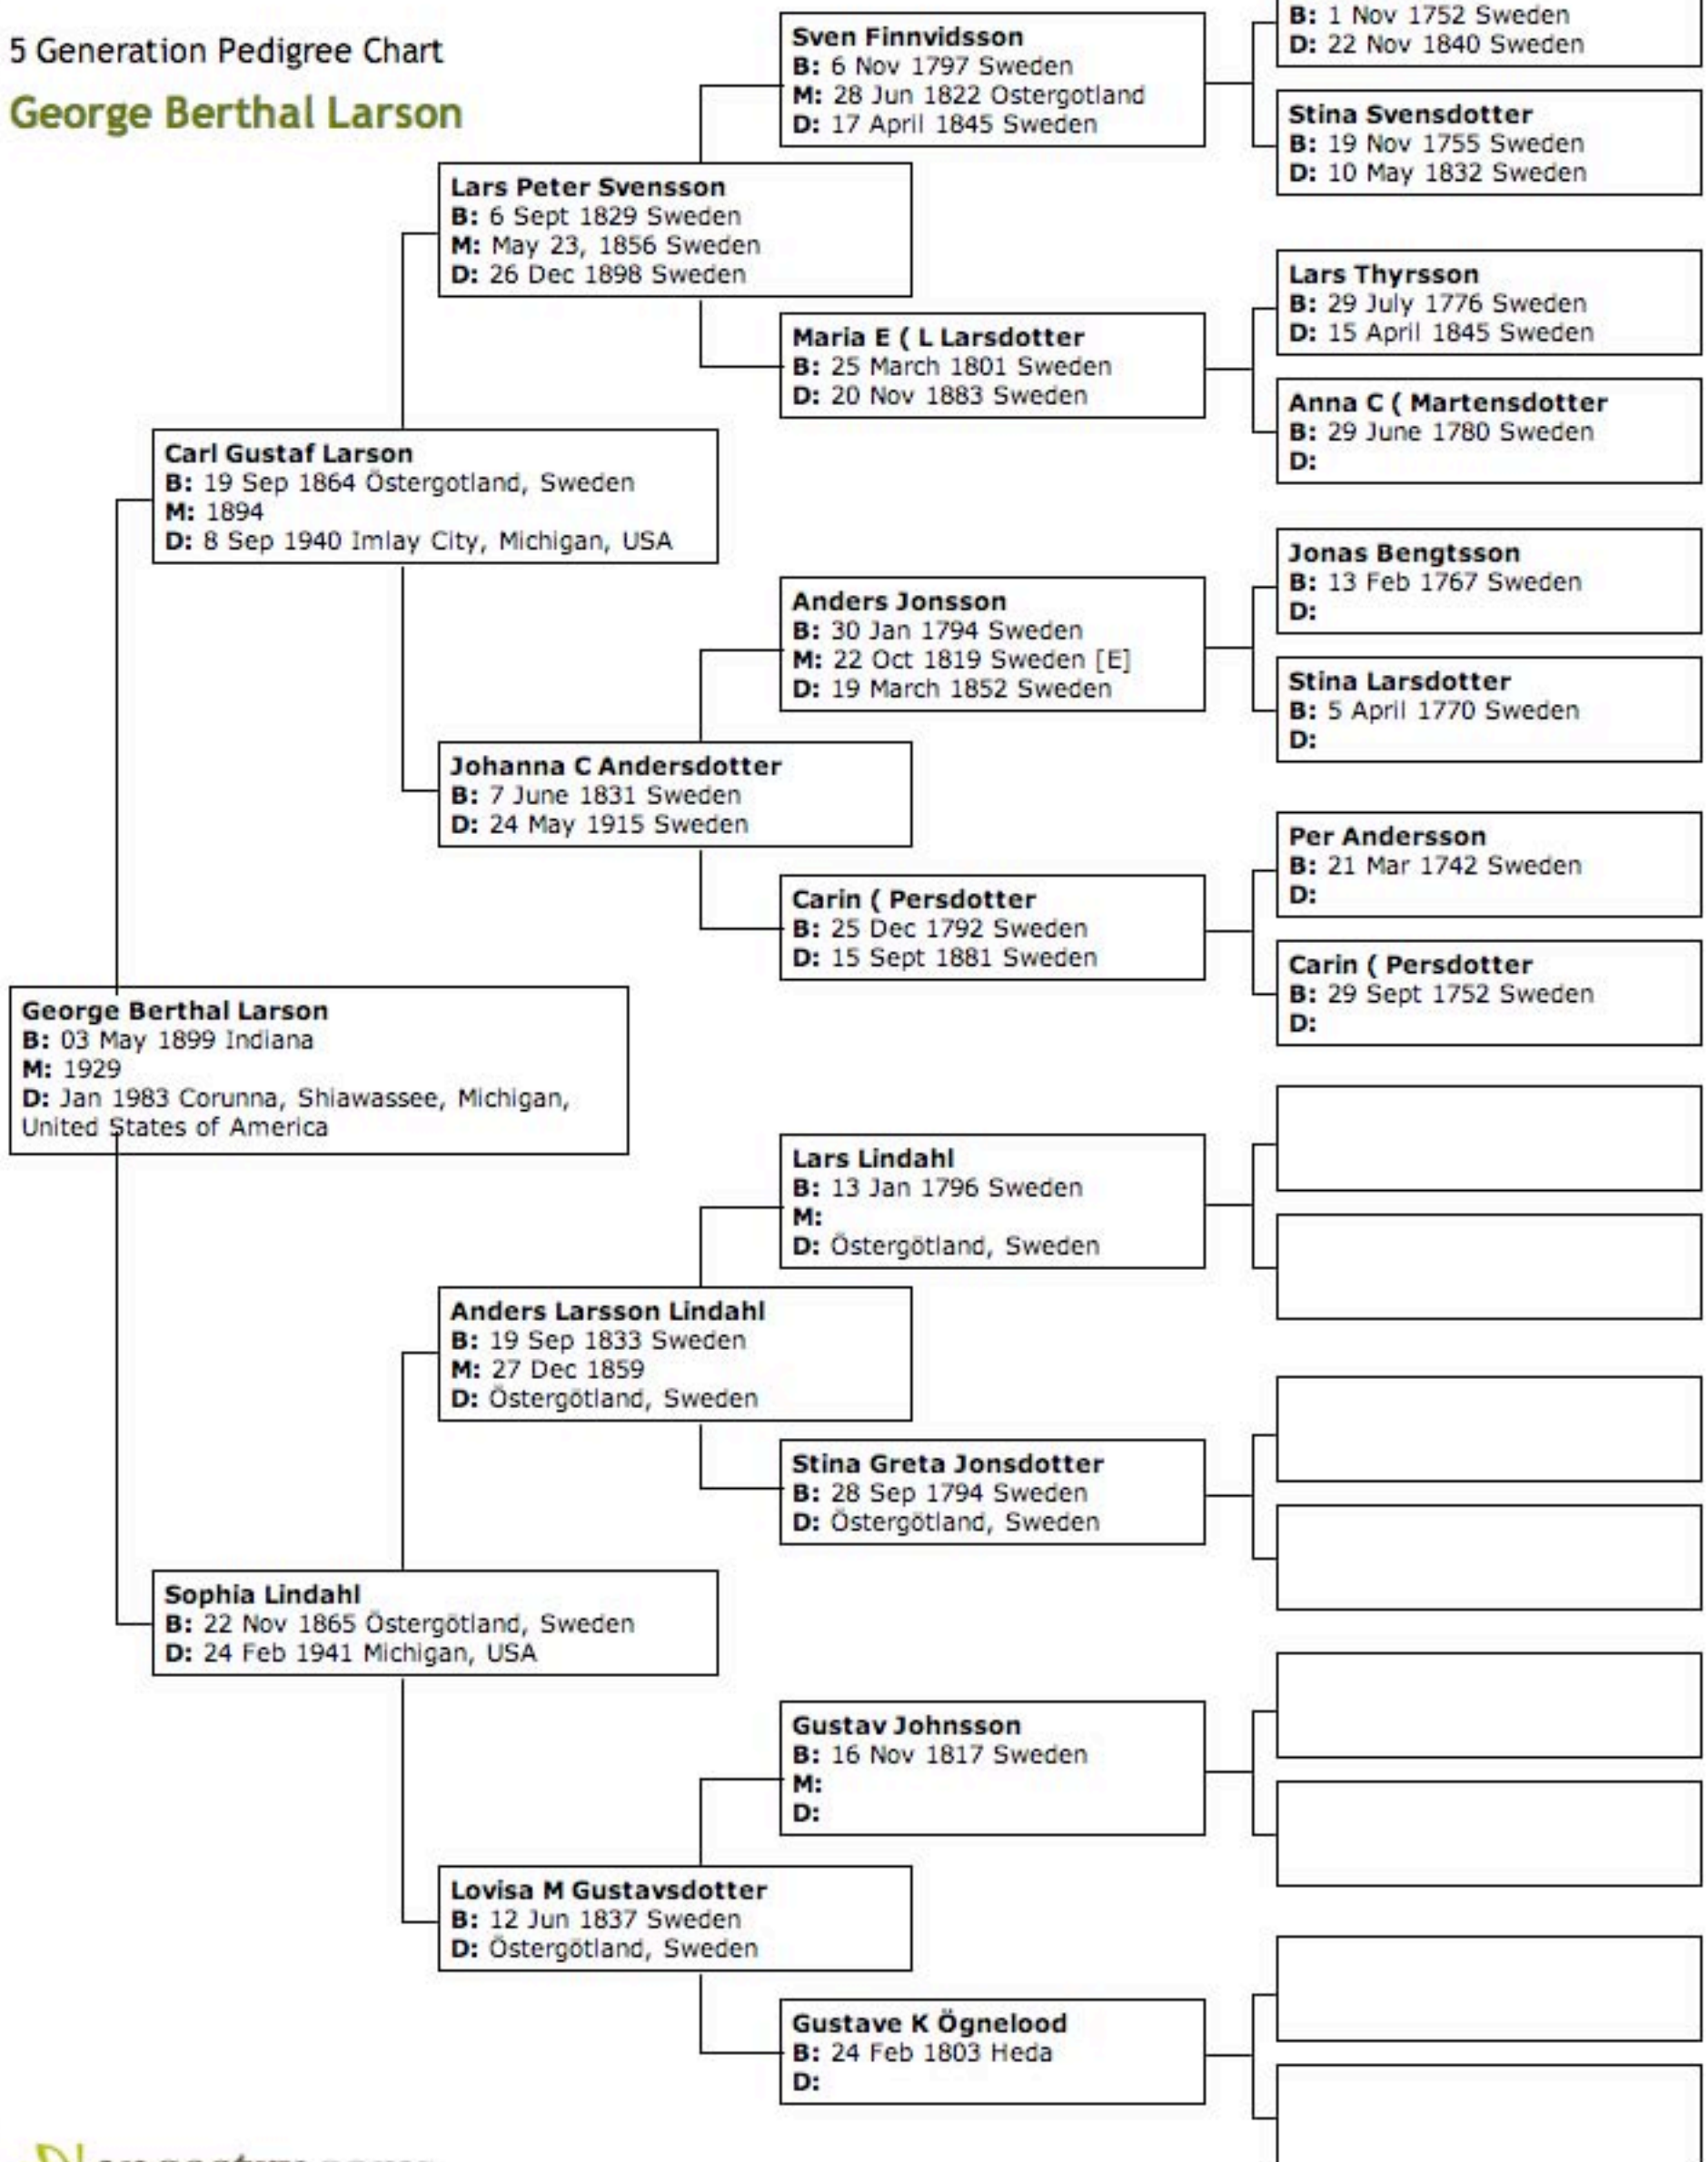 5 Generation Pedigree Chart
George Berthal Larson
B: 1 Nov 1752 Sweden
D: 22 Nov 1840 Sweden
Sven Finnvidsson
B: 6 Nov 1797 Sweden
M: 28 Jun 1822 Ostergotland
D: 17 April 1845 Sweden
Stina Svensdotter
B: 19 Nov 1755 Sweden
D: 10 May 1832 Sweden
Lars Peter Svensson
B: 6 Sept 1829 Sweden
M: May 23, 1856 Sweden
D: 26 Dec 1898 Sweden
Lars Thyrsson
B: 29 July 1776 Sweden
D: 15 April 1845 Sweden
Maria E ( L Larsdotter
B: 25 March 1801 Sweden
D: 20 Nov 1883 Sweden
Anna C ( Martensdotter
B: 29 June 1780 Sweden
D:
Carl Gustaf Larson
B: 19 Sep 1864 Östergotland, Sweden
M: 1894
D: 8 Sep 1940 Imlay City, Michigan, USA
Jonas Bengtsson
B: 13 Feb 1767 Sweden
D:
Anders Jonsson
B: 30 Jan 1794 Sweden
M: 22 Oct 1819 Sweden [E]
D: 19 March 1852 Sweden
Stina Larsdotter
B: 5 April 1770 Sweden
D:
Johanna C Andersdotter
B: 7 June 1831 Sweden
D: 24 May 1915 Sweden
Per Andersson
B: 21 Mar 1742 Sweden
D:
Carin ( Persdotter
B: 25 Dec 1792 Sweden
D: 15 Sept 1881 Sweden
Carin ( Persdotter
B: 29 Sept 1752 Sweden
D:
George Berthal Larson
B: 03 May 1899 Indiana
M: 1929
D: Jan 1983 Corunna, Shiawassee, Michigan,
United States of America
Lars Lindahl
B: 13 Jan 1796 Sweden
M:
D: Östergötland, Sweden
Anders Larsson Lindahl
B: 19 Sep 1833 Sweden
M: 27 Dec 1859
D: Östergötland, Sweden
Stina Greta Jonsdotter
B: 28 Sep 1794 Sweden
D: Östergötland, Sweden
Sophia Lindahl
B: 22 Nov 1865 Östergötland, Sweden
D: 24 Feb 1941 Michigan, USA
Gustav Johnsson
B: 16 Nov 1817 Sweden
M:
D:
Lovisa M Gustavsdotter
B: 12 Jun 1837 Sweden
D: Östergötland, Sweden
Gustave K Ögnelood
B: 24 Feb 1803 Heda
D: